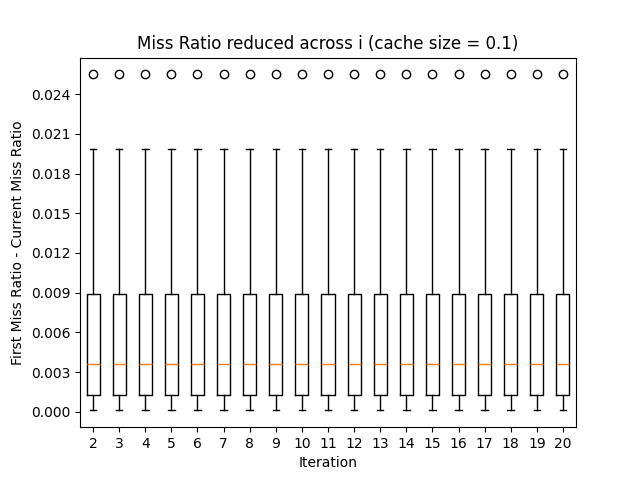 Miss Ratio reduced across i (cache size = 0.1)
First Miss Ratio - Current Miss Ratio
0.024
0.021
0.018
0.015
0.012
0.009
0.006
0.003
0.000
2 3 4 5 6 7 8 9 10 11 12 13 14 15 16 17 18 19 20
Iteration